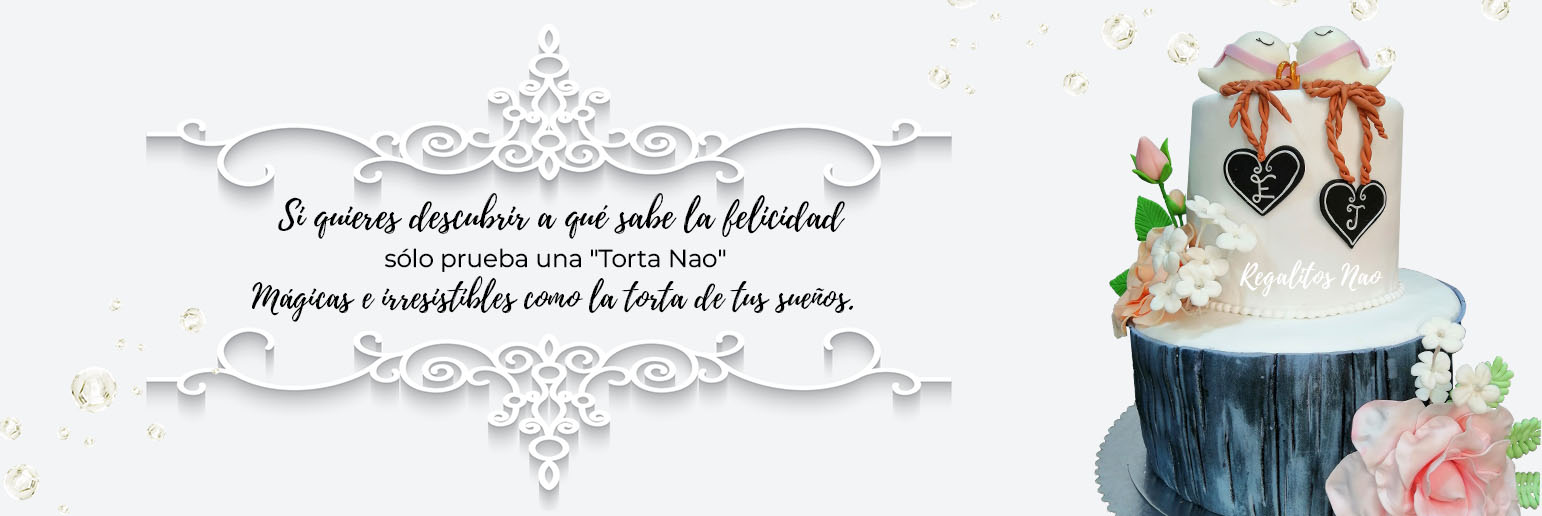 Si quieres descubrir a qué sabe la felicidad
sólo prueba una "Torta Nao"
Mágicas e irresistibles como la torta de tus sueños.
E
J
Regalitos Nao